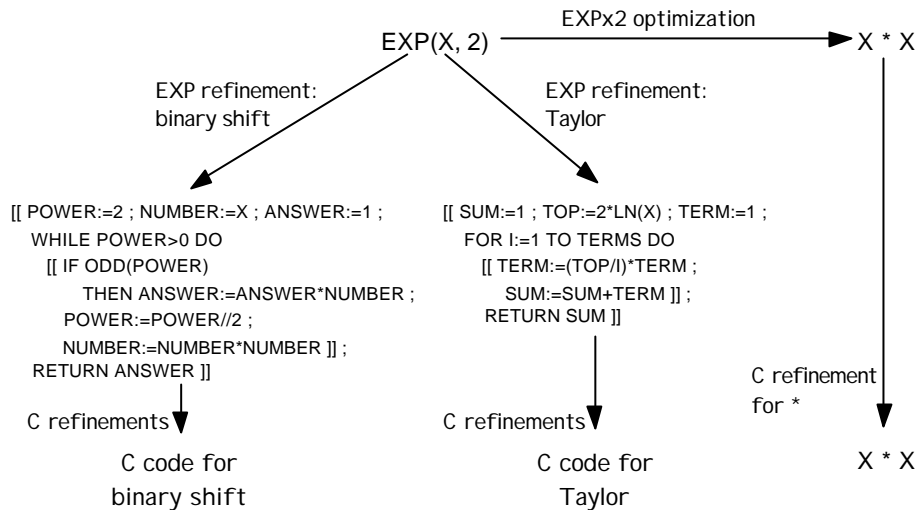 EXPx2 optimization
EXP(X, 2)
X * X
EXP refinement:
binary shift
EXP refinement:
Taylor
[[ POWER:=2 ; NUMBER:=X ; ANSWER:=1 ;
WHILE POWER>0 DO
[[ IF ODD(POWER)
THEN ANSWER:=ANSWER*NUMBER ;
POWER:=POWER//2 ;
NUMBER:=NUMBER*NUMBER ]] ;
RETURN ANSWER ]]
[[ SUM:=1 ; TOP:=2*LN(X) ; TERM:=1 ;
FOR I:=1 TO TERMS DO
[[ TERM:=(TOP/I)*TERM ;
SUM:=SUM+TERM ]] ;
RETURN SUM ]]
C refinement
for *
C refinements
C refinements
C code for
binary shift
C code for
Taylor
X * X